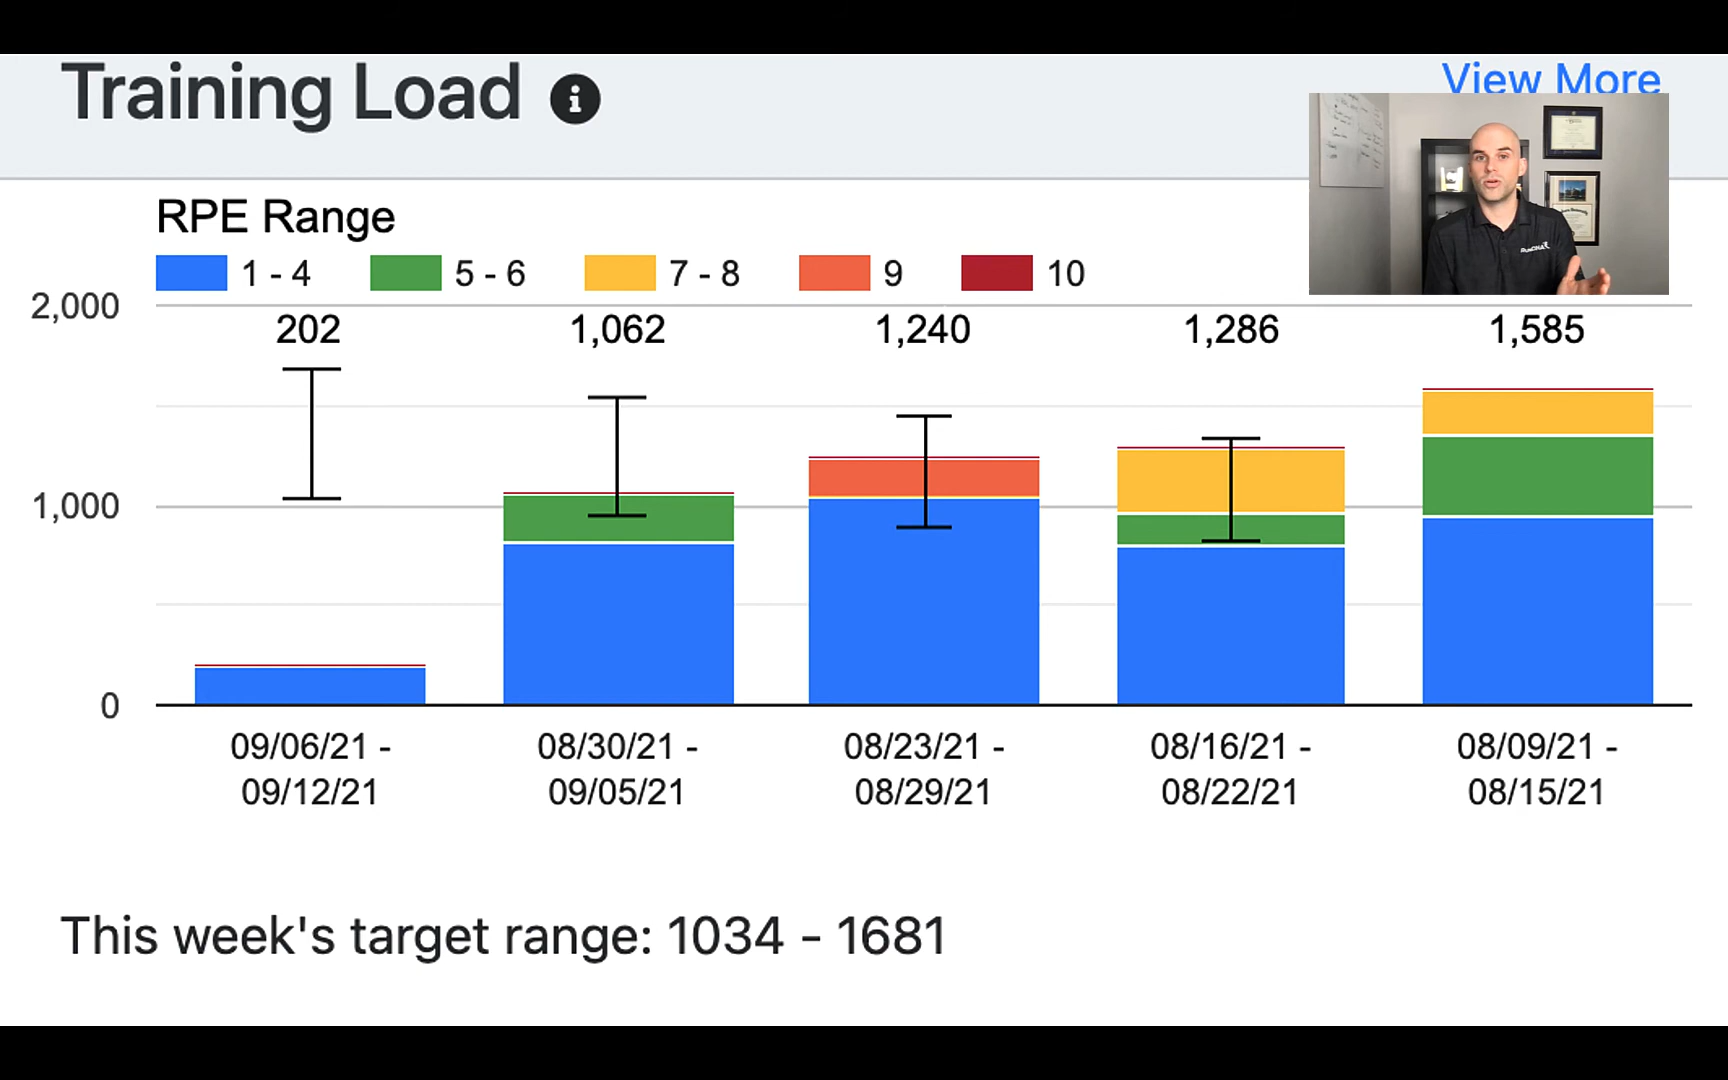 Training Load
View More
RPE Range
1 - 4
5 - 6
7 - 8
9
10
2,000
202
1,062
1,240
1,286
1,585
1,000
0
09/06/21 -
09/12/21
08/30/21 -
09/05/21
08/23/21 -
08/29/21
08/16/21 -
08/22/21
08/09/21 -
08/15/21
This week's target range: 1034 - 1681